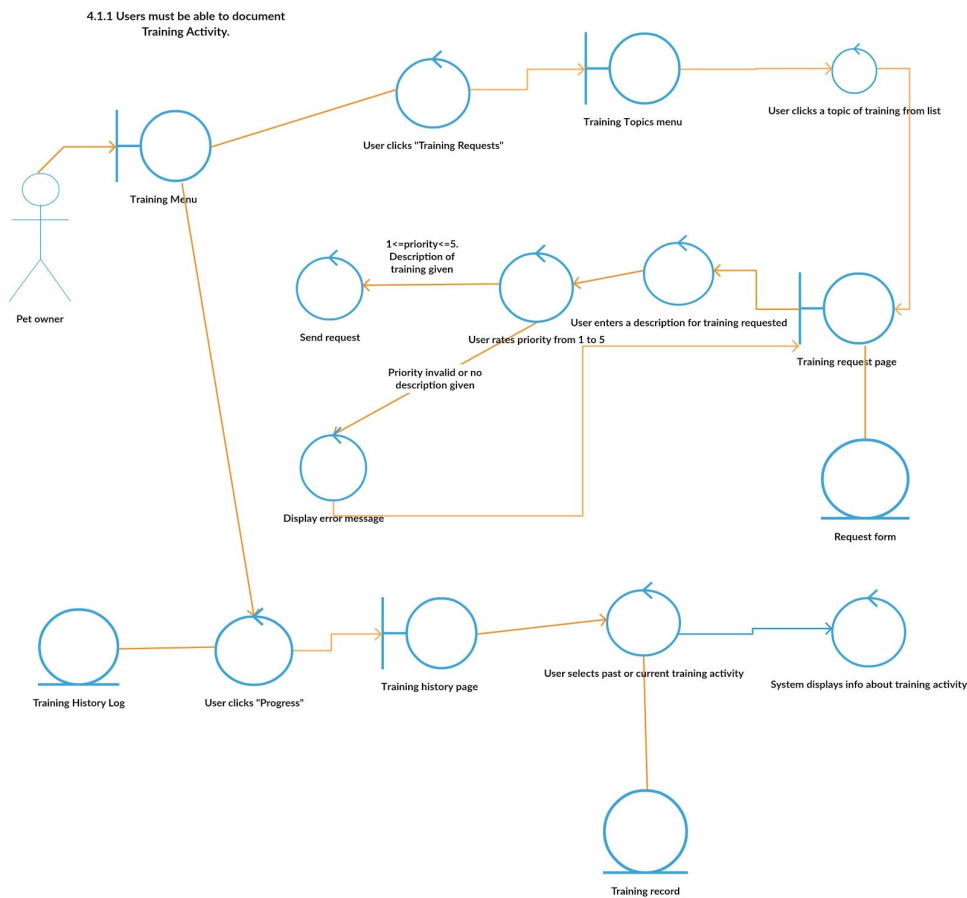 4.1.1 Users must be able to document
Training Activity.
Training Menu
User clicks "Training Requests"
Training Topics menu
User clicks a topic of training from list
Pet owner
1<=priority<=5.
Description of
training given
Send request
User rates priority from 1 to 5
User enters a description for training requested
Training request page
Priority invalid or no
description given
Display error message
Request form
Training History Log
User clicks "Progress"
Training history page
User selects past or current training activity
System displays info about training activity
Training record